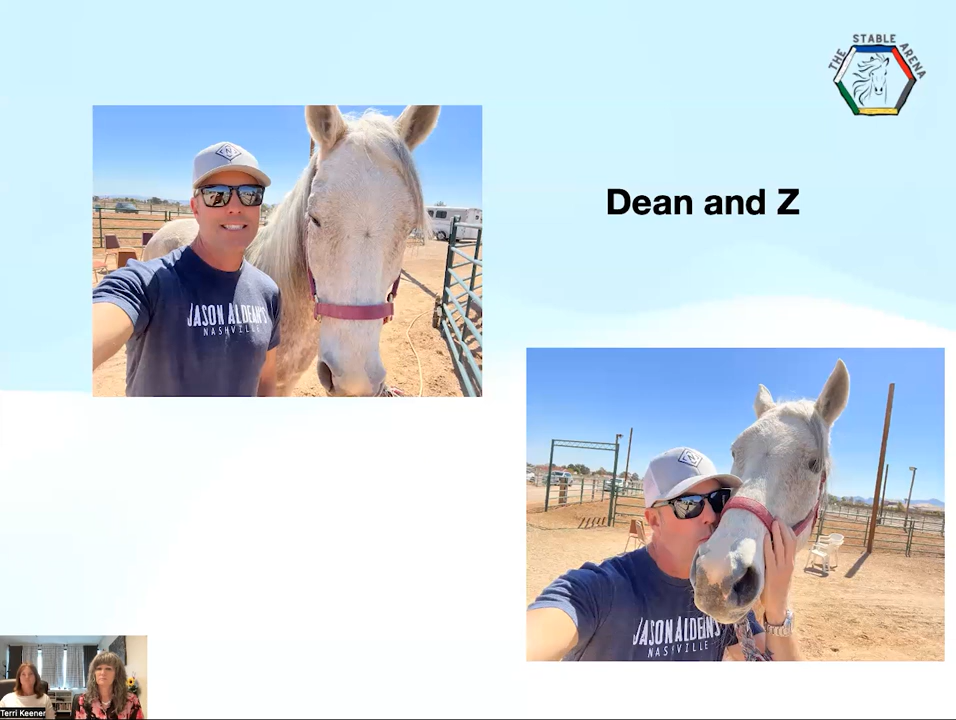 THE STABLE ARENA
Dean and Z
JASON ALDEAN'S
NASHVILLE
JASON ALDEAN'S
NASHVILLE
Terri Keener